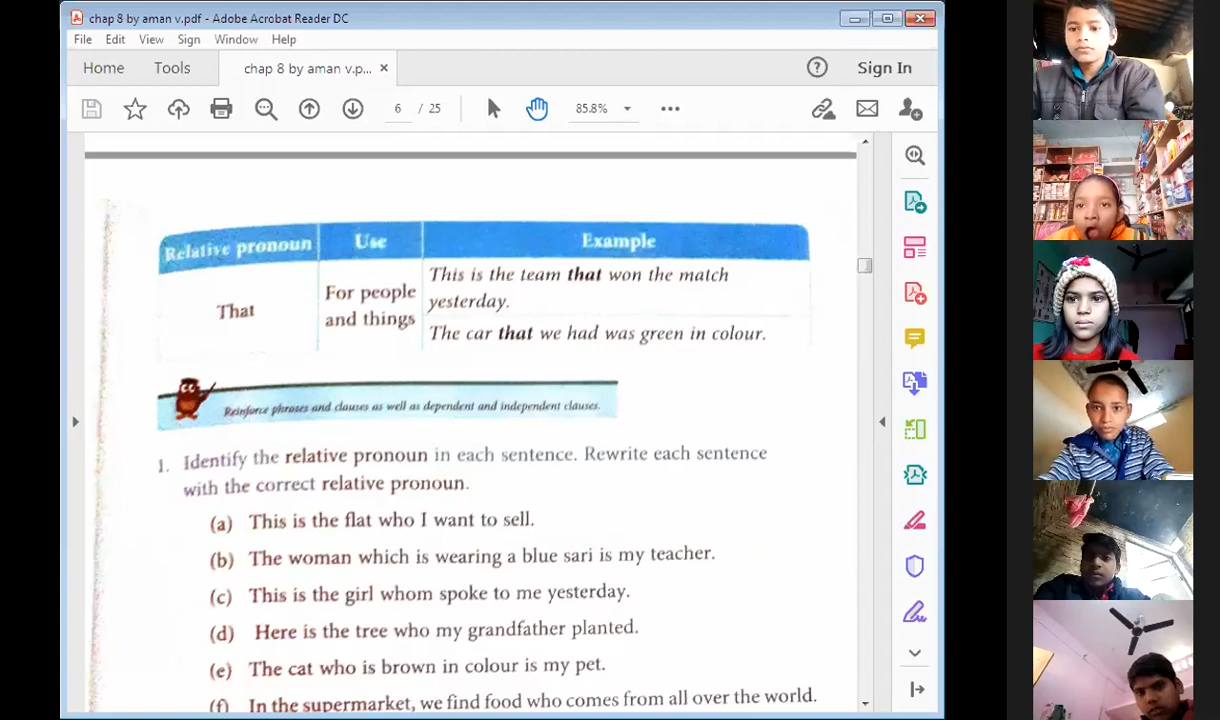 chap 8 by aman v.pdf - Adobe Acrobat Reader DC
File Edit View Sign Window Help
Home Tools chap 8 by aman v.p... × Sign In
6 / 25 85.8%
Relative pronoun Use Example
That For people and things This is the team that won the match yesterday.
The car that we had was green in colour.
Reinforce phrases and clauses as well as dependent and independent clauses.
1. Identify the relative pronoun in each sentence. Rewrite each sentence
with the correct relative pronoun.
(a) This is the flat who I want to sell.
(b) The woman which is wearing a blue sari is my teacher.
(c) This is the girl whom spoke to me yesterday.
(d) Here is the tree who my grandfather planted.
(e) The cat who is brown in colour is my pet.
(f) In the supermarket, we find food who comes from all over the world.